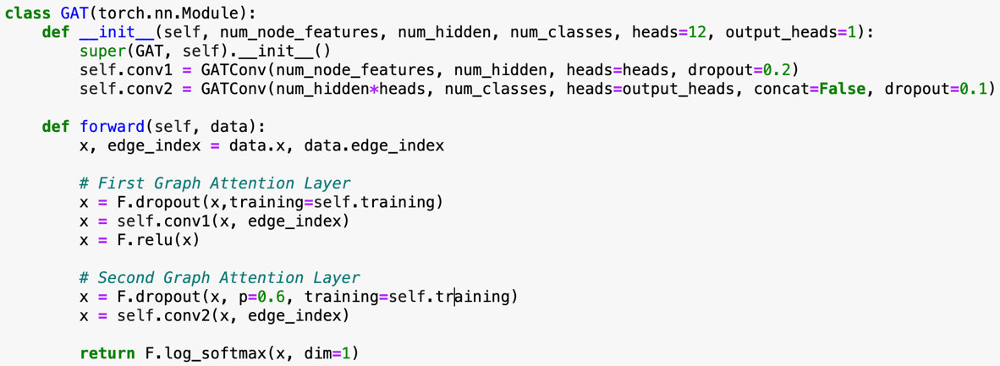 class GAT(torch.nn.Module):
    def __init__(self, num_node_features, num_hidden, num_classes, heads=12, output_heads=1):
        super(GAT, self).__init__()
        self.conv1 = GATConv(num_node_features, num_hidden, heads=heads, dropout=0.2)
        self.conv2 = GATConv(num_hidden*heads, num_classes, heads=output_heads, concat=False, dropout=0.1)

    def forward(self, data):
        x, edge_index = data.x, data.edge_index

        # First Graph Attention Layer
        x = F.dropout(x,training=self.training)
        x = self.conv1(x, edge_index)
        x = F.relu(x)

        # Second Graph Attention Layer
        x = F.dropout(x, p=0.6, training=self.training)
        x = self.conv2(x, edge_index)

        return F.log_softmax(x, dim=1)